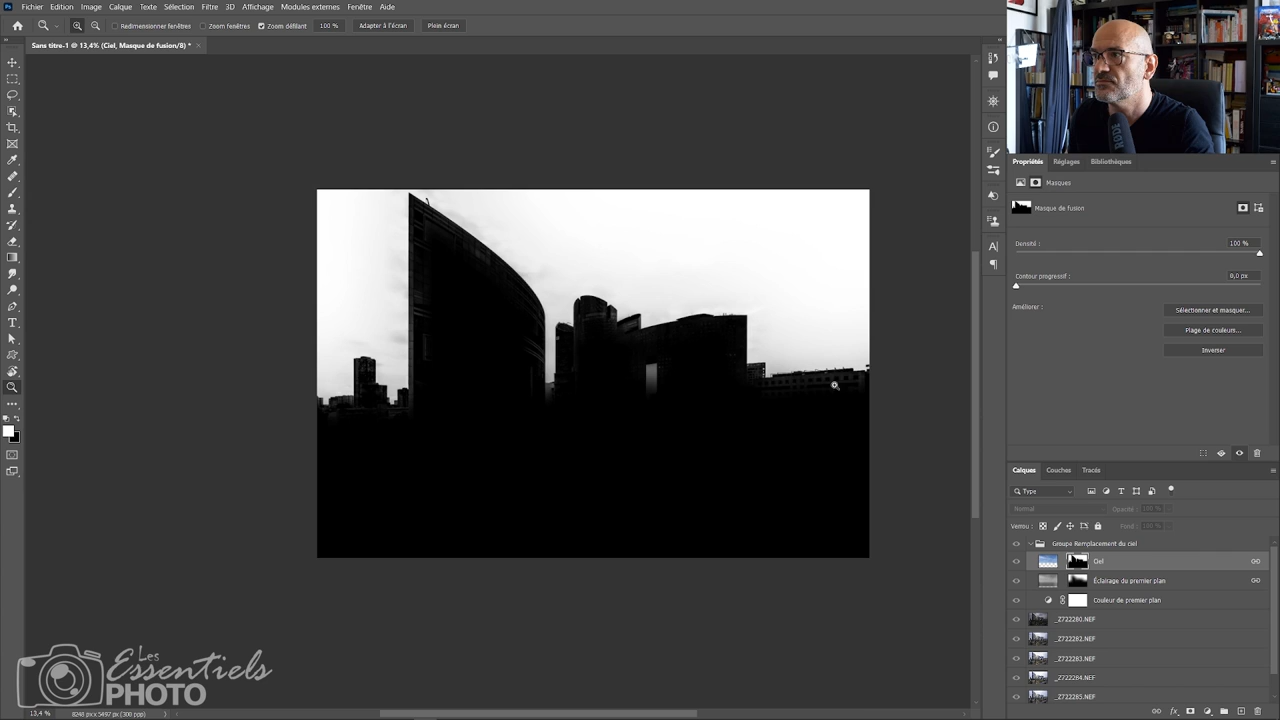 Fichier Edition Image Calque Texte Sélection Filtre 3D Affichage Modules externes Fenêtre Aide
Redimensionner fenêtres Zoom fenêtres Zoom défilant 100 % Adapter à l'écran Plein écran
Sans titre-1 @ 13,4% (Ciel, Masque de fusion/8) *
Propriétés Réglages Bibliothèques
Masques
Masque de fusion
Densité : 100 %
Contour progressif : 0,0 px
Améliorer : Sélectionner et masquer...
Plage de couleurs...
Inverser
Calques Couches Tracés
Type
Normal Opacité : 100 %
Verrou : Fond : 100 %
Groupe Remplacement du ciel
Ciel
Éclairage du premier plan
Couleur de premier plan
_Z722280.NEF
_Z722282.NEF
_Z722283.NEF
_Z722284.NEF
_Z722285.NEF
Les
Essentiels
PHOTO
13,4 % 8248 px x 5497 px (300 ppp)